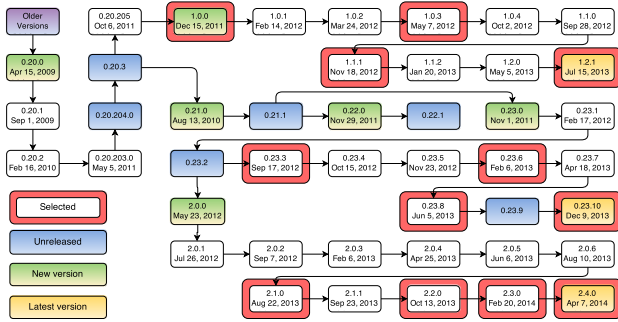 Older
Versions
0.20.205
Oct 6, 2011
1.0.0
Dec 15, 2011
1.0.1
Feb 14, 2012
1.0.2
Mar 24, 2012
1.0.3
May 7, 2012
1.0.4
Oct 2, 2012
1.1.0
Sep 28, 2012
0.20.0
Apr 15, 2009
0.20.3
1.1.1
Nov 18, 2012
1.1.2
Jan 20, 2013
1.2.0
May 5, 2013
1.2.1
Jul 15, 2013
0.20.1
Sep 1, 2009
0.20.204.0
0.21.0
Aug 13, 2010
0.21.1
0.22.0
Nov 29, 2011
0.22.1
0.23.0
Nov 1, 2011
0.23.1
Feb 17, 2012
0.20.2
Feb 16, 2010
0.20.203.0
May 5, 2011
0.23.2
0.23.3
Sep 17, 2012
0.23.4
Oct 15, 2012
0.23.5
Nov 23, 2012
0.23.6
Feb 6, 2013
0.23.7
Apr 18, 2013
Selected
2.0.0
May 23, 2012
0.23.8
Jun 5, 2013
0.23.9
0.23.10
Dec 9, 2013
Unreleased
2.0.1
Jul 26, 2012
2.0.2
Sep 7, 2012
2.0.3
Feb 6, 2013
2.0.4
Apr 25, 2013
2.0.5
Jun 6, 2013
2.0.6
Aug 10, 2013
New version
2.1.0
Aug 22, 2013
2.1.1
Sep 23, 2013
2.2.0
Oct 13, 2013
2.3.0
Feb 20, 2014
2.4.0
Apr 7, 2014
Latest version